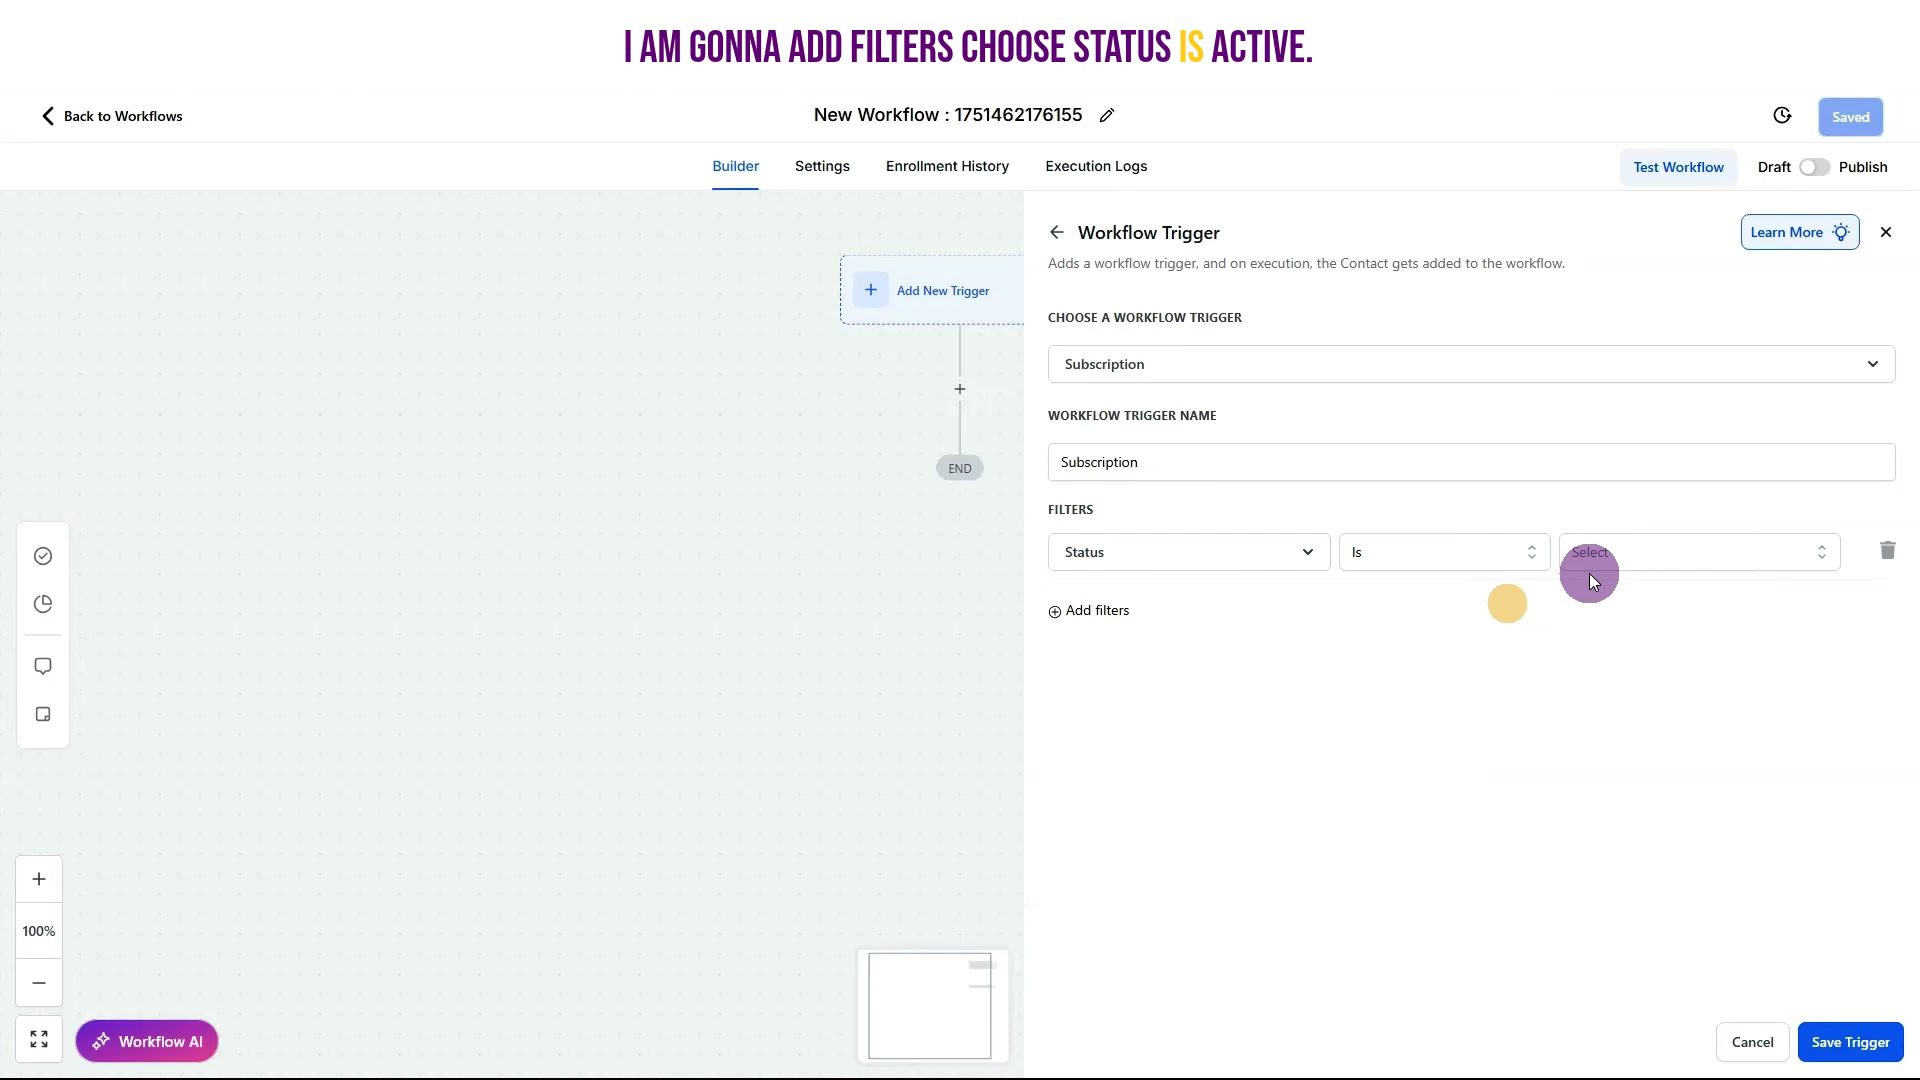 I AM GONNA ADD FILTERS CHOOSE STATUS IS ACTIVE.
Back to Workflows
New Workflow : 1751462176155
Saved
Builder
Settings
Enrollment History
Execution Logs
Test Workflow
Draft
Publish
Add New Trigger
END
Workflow Trigger
Learn More
Adds a workflow trigger, and on execution, the Contact gets added to the workflow.
CHOOSE A WORKFLOW TRIGGER
Subscription
WORKFLOW TRIGGER NAME
Subscription
FILTERS
Status
Is
Select
Add filters
100%
Workflow AI
Cancel
Save Trigger